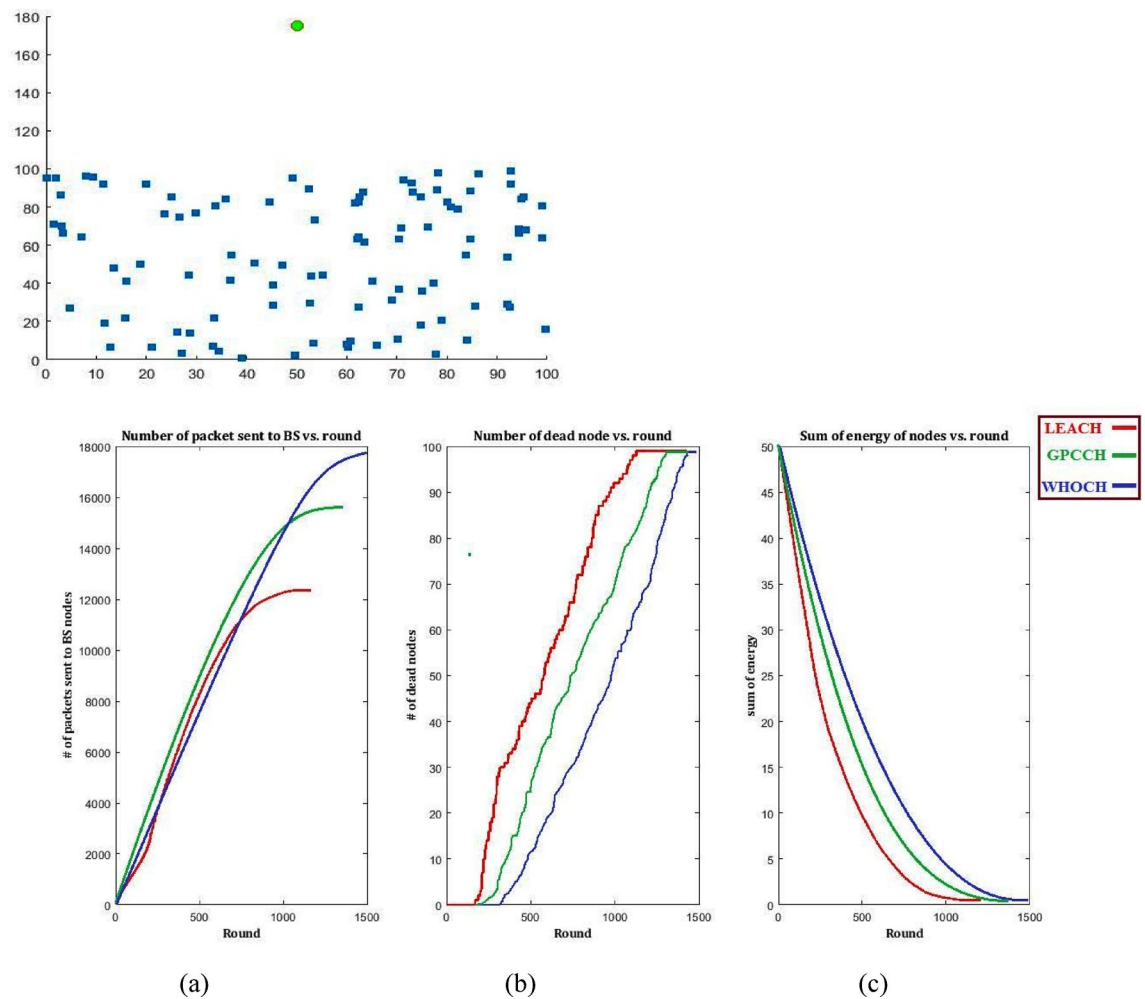 180
160
140
120
100
80
60
40
20
0
0 10 20 30 40 50 60 70 80 90 100
Number of packet sent to BS vs. round
18000
16000
14000
12000
10000
8000
6000
4000
2000
0
# of packets sent to BS nodes
0 500 1000 1500
Round
(a)
Number of dead node vs. round
100
90
80
70
60
50
40
30
20
10
0
# of dead nodes
0 500 1000 1500
Round
(b)
Sum of energy of nodes vs. round
50
45
40
35
30
25
20
15
10
5
0
sum of energy
0 500 1000 1500
Round
(c)
LEACH
GPCCH
WHOCH